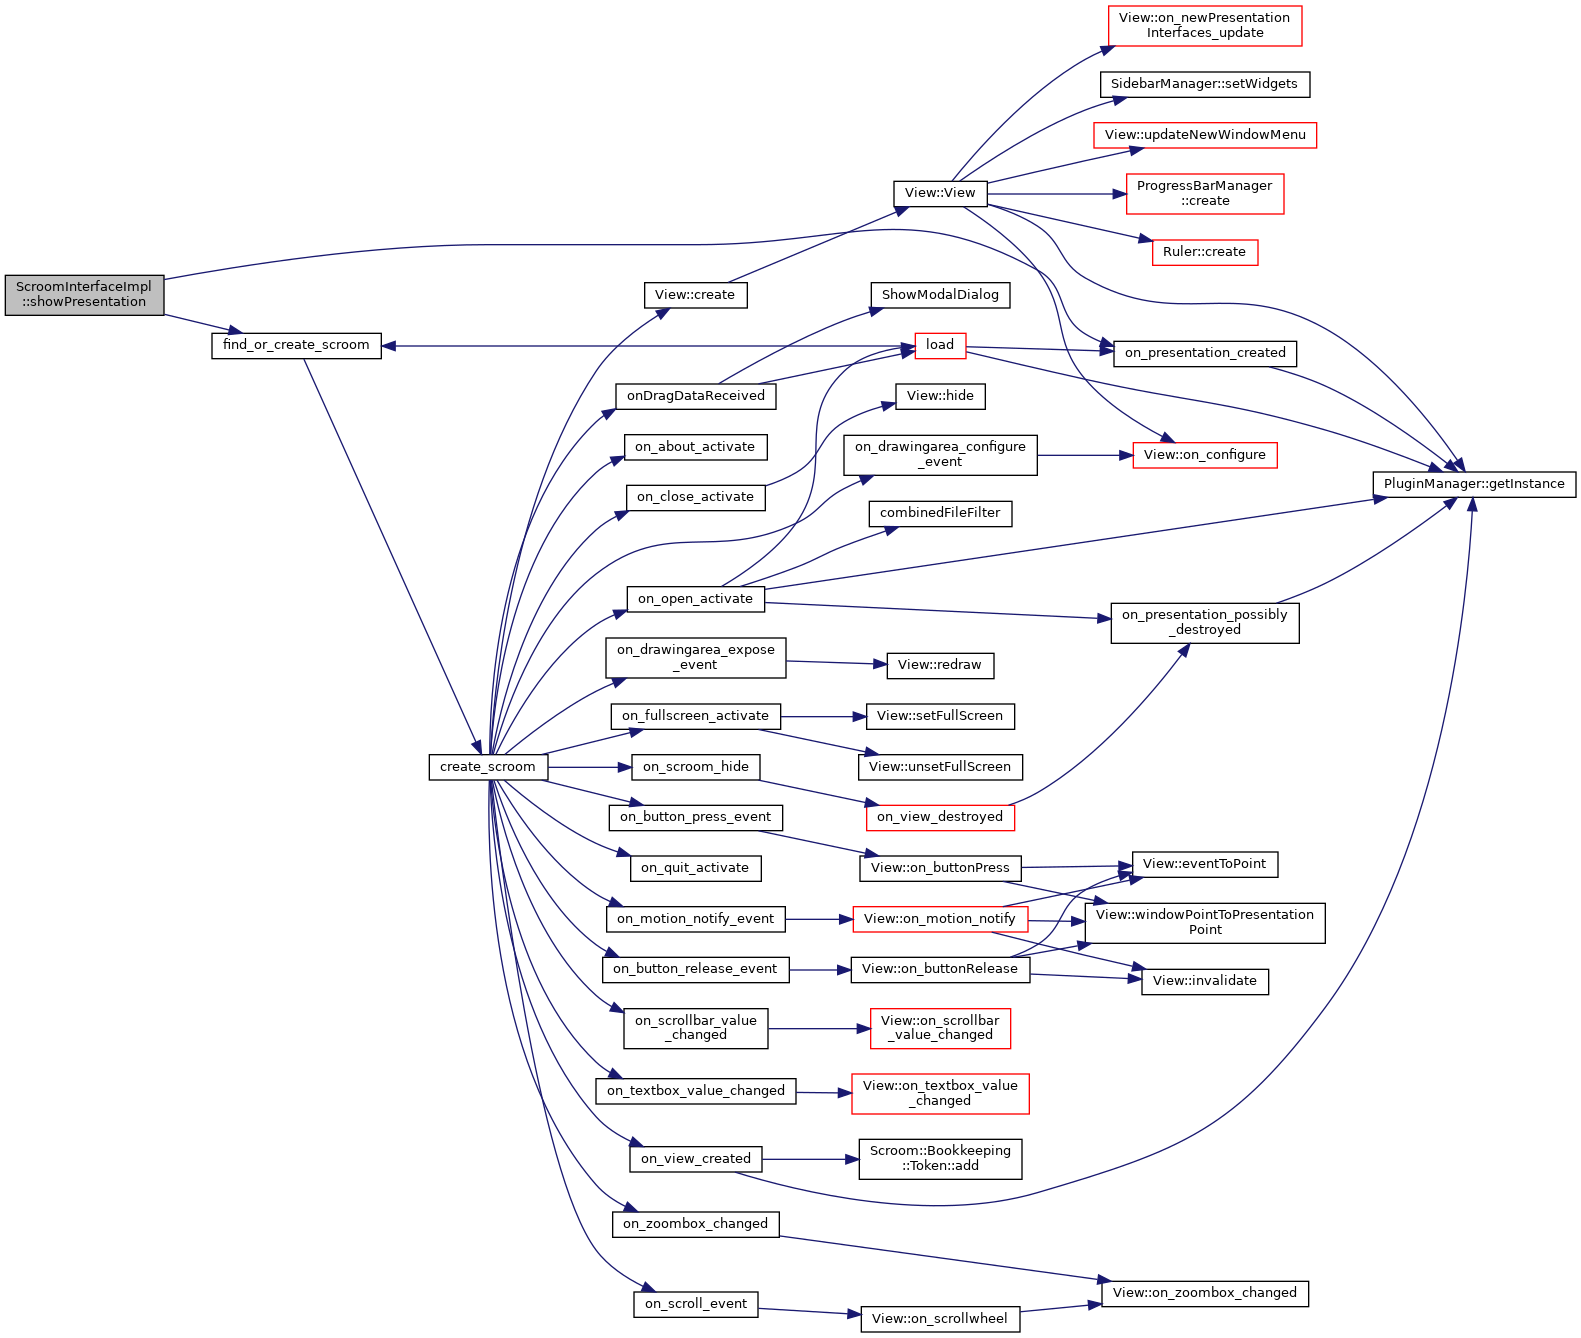 View::on_newPresentation
Interfaces_update
SidebarManager::setWidgets
View::updateNewWindowMenu
ProgressBarManager
::create
View::View
Ruler::create
ScroomInterfaceImpl
::showPresentation
View::create
ShowModalDialog
find_or_create_scroom
load
on_presentation_created
onDragDataReceived
View::hide
on_about_activate
on_drawingarea_configure
_event
View::on_configure
on_close_activate
PluginManager::getInstance
combinedFileFilter
on_open_activate
on_presentation_possibly
_destroyed
on_drawingarea_expose
_event
View::redraw
on_fullscreen_activate
View::setFullScreen
create_scroom
on_scroom_hide
View::unsetFullScreen
on_button_press_event
on_view_destroyed
on_quit_activate
View::on_buttonPress
View::eventToPoint
on_motion_notify_event
View::on_motion_notify
View::windowPointToPresentation
Point
on_button_release_event
View::on_buttonRelease
View::invalidate
on_scrollbar_value
_changed
View::on_scrollbar
_value_changed
on_textbox_value_changed
View::on_textbox_value
_changed
on_view_created
Scroom::Bookkeeping
::Token::add
on_zoombox_changed
View::on_zoombox_changed
on_scroll_event
View::on_scrollwheel